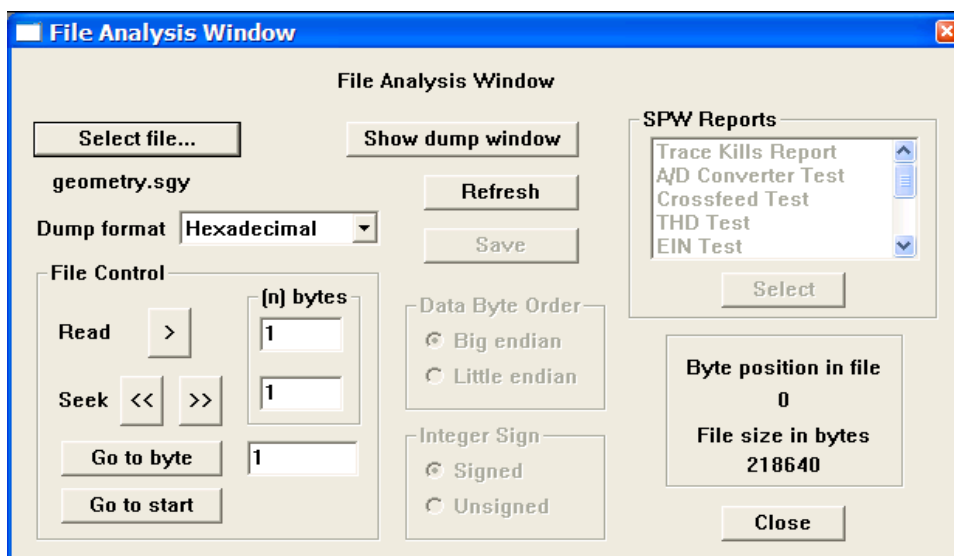 File Analysis Window
File Analysis Window
Select file...
Show dump window
geometry.sgy
Refresh
Dump format Hexadecimal
Save
File Control
(n) bytes
Read > 1
Seek << >> 1
Go to byte 1
Go to start
Data Byte Order
Big endian
Little endian
Integer Sign
Signed
Unsigned
SPW Reports
Trace Kills Report
A/D Converter Test
Crossfeed Test
THD Test
EIN Test
Select
Byte position in file
0
File size in bytes
218640
Close